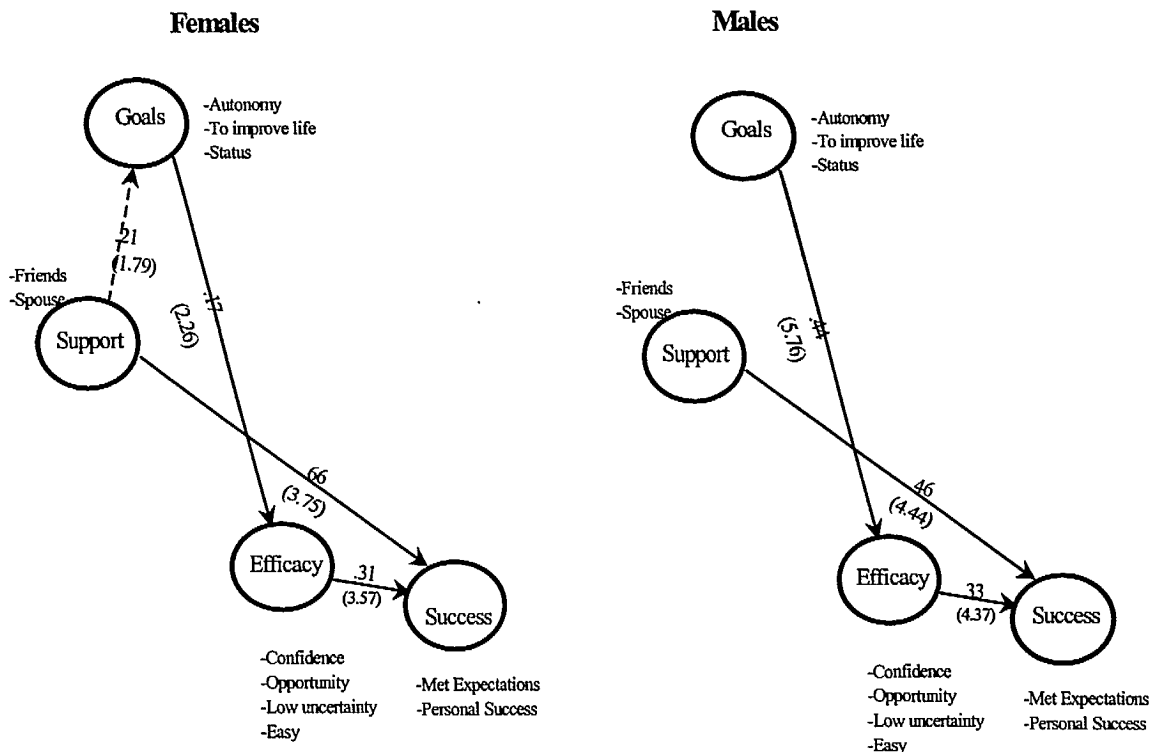 Females
Goals
-Autonomy
-To improve life
-Status
.21
(1.79)
-Friends
-Spouse
Support
.17
(2.26)
.66
(3.75)
Efficacy
.31
(3.57)
Success
-Confidence
-Opportunity
-Low uncertainty
-Easy
-Met Expectations
-Personal Success
Males
Goals
-Autonomy
-To improve life
-Status
-Friends
-Spouse
Support
.44
(5.76)
.46
(4.44)
Efficacy
.33
(4.37)
Success
-Confidence
-Opportunity
-Low uncertainty
-Easy
-Met Expectations
-Personal Success